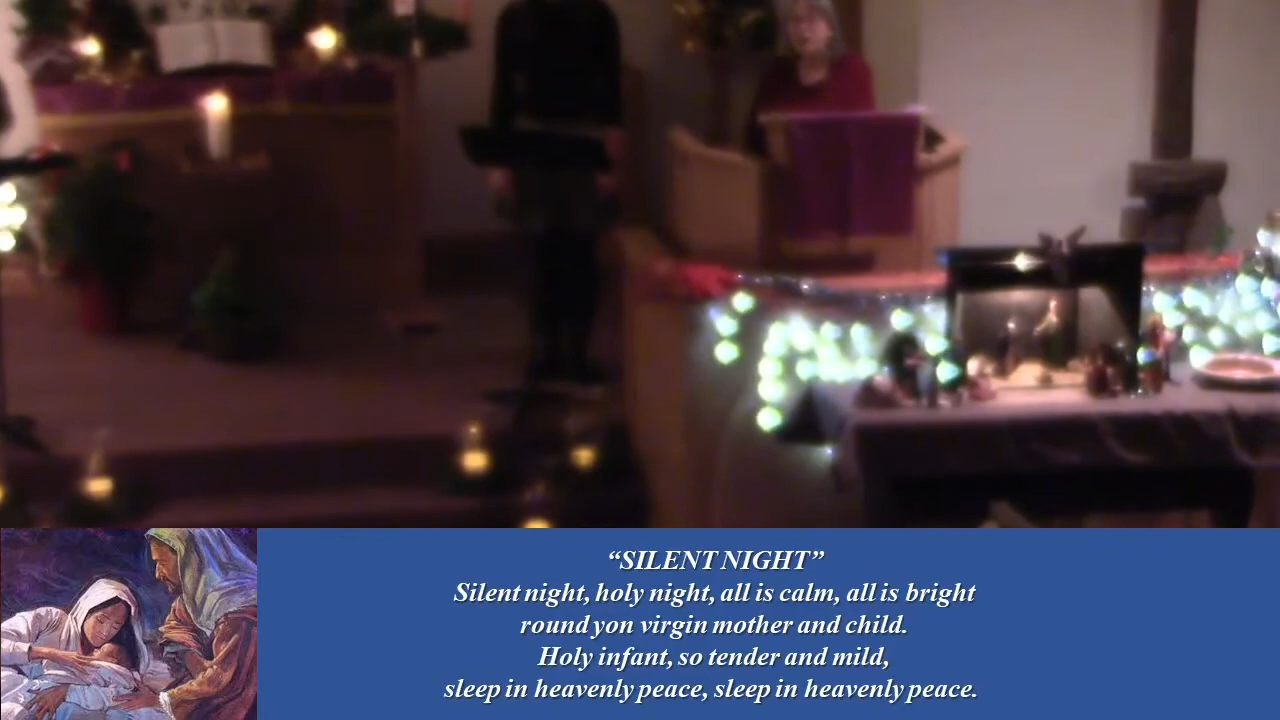 “SILENT NIGHT”
Silent night, holy night, all is calm, all is bright
round yon virgin mother and child.
Holy infant, so tender and mild,
sleep in heavenly peace, sleep in heavenly peace.